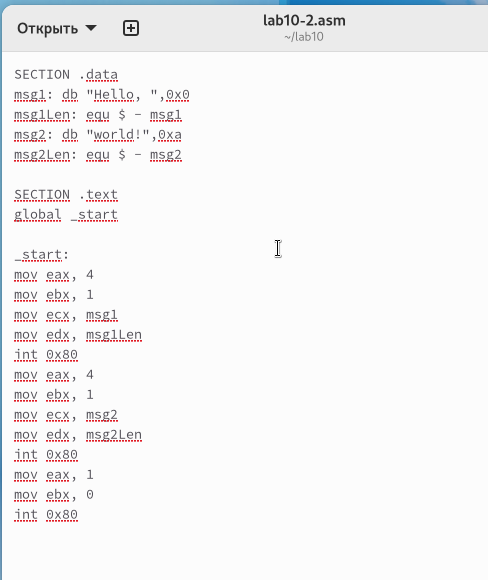 Открыть
lab10-2.asm
~/lab10
SECTION .data
msg1: db "Hello, ",0x0
msg1Len: equ $ - msg1
msg2: db "world!",0xa
msg2Len: equ $ - msg2
SECTION .text
global _start
_start:
mov eax, 4
mov ebx, 1
mov ecx, msg1
mov edx, msg1Len
int 0x80
mov eax, 4
mov ebx, 1
mov ecx, msg2
mov edx, msg2Len
int 0x80
mov eax, 1
mov ebx, 0
int 0x80